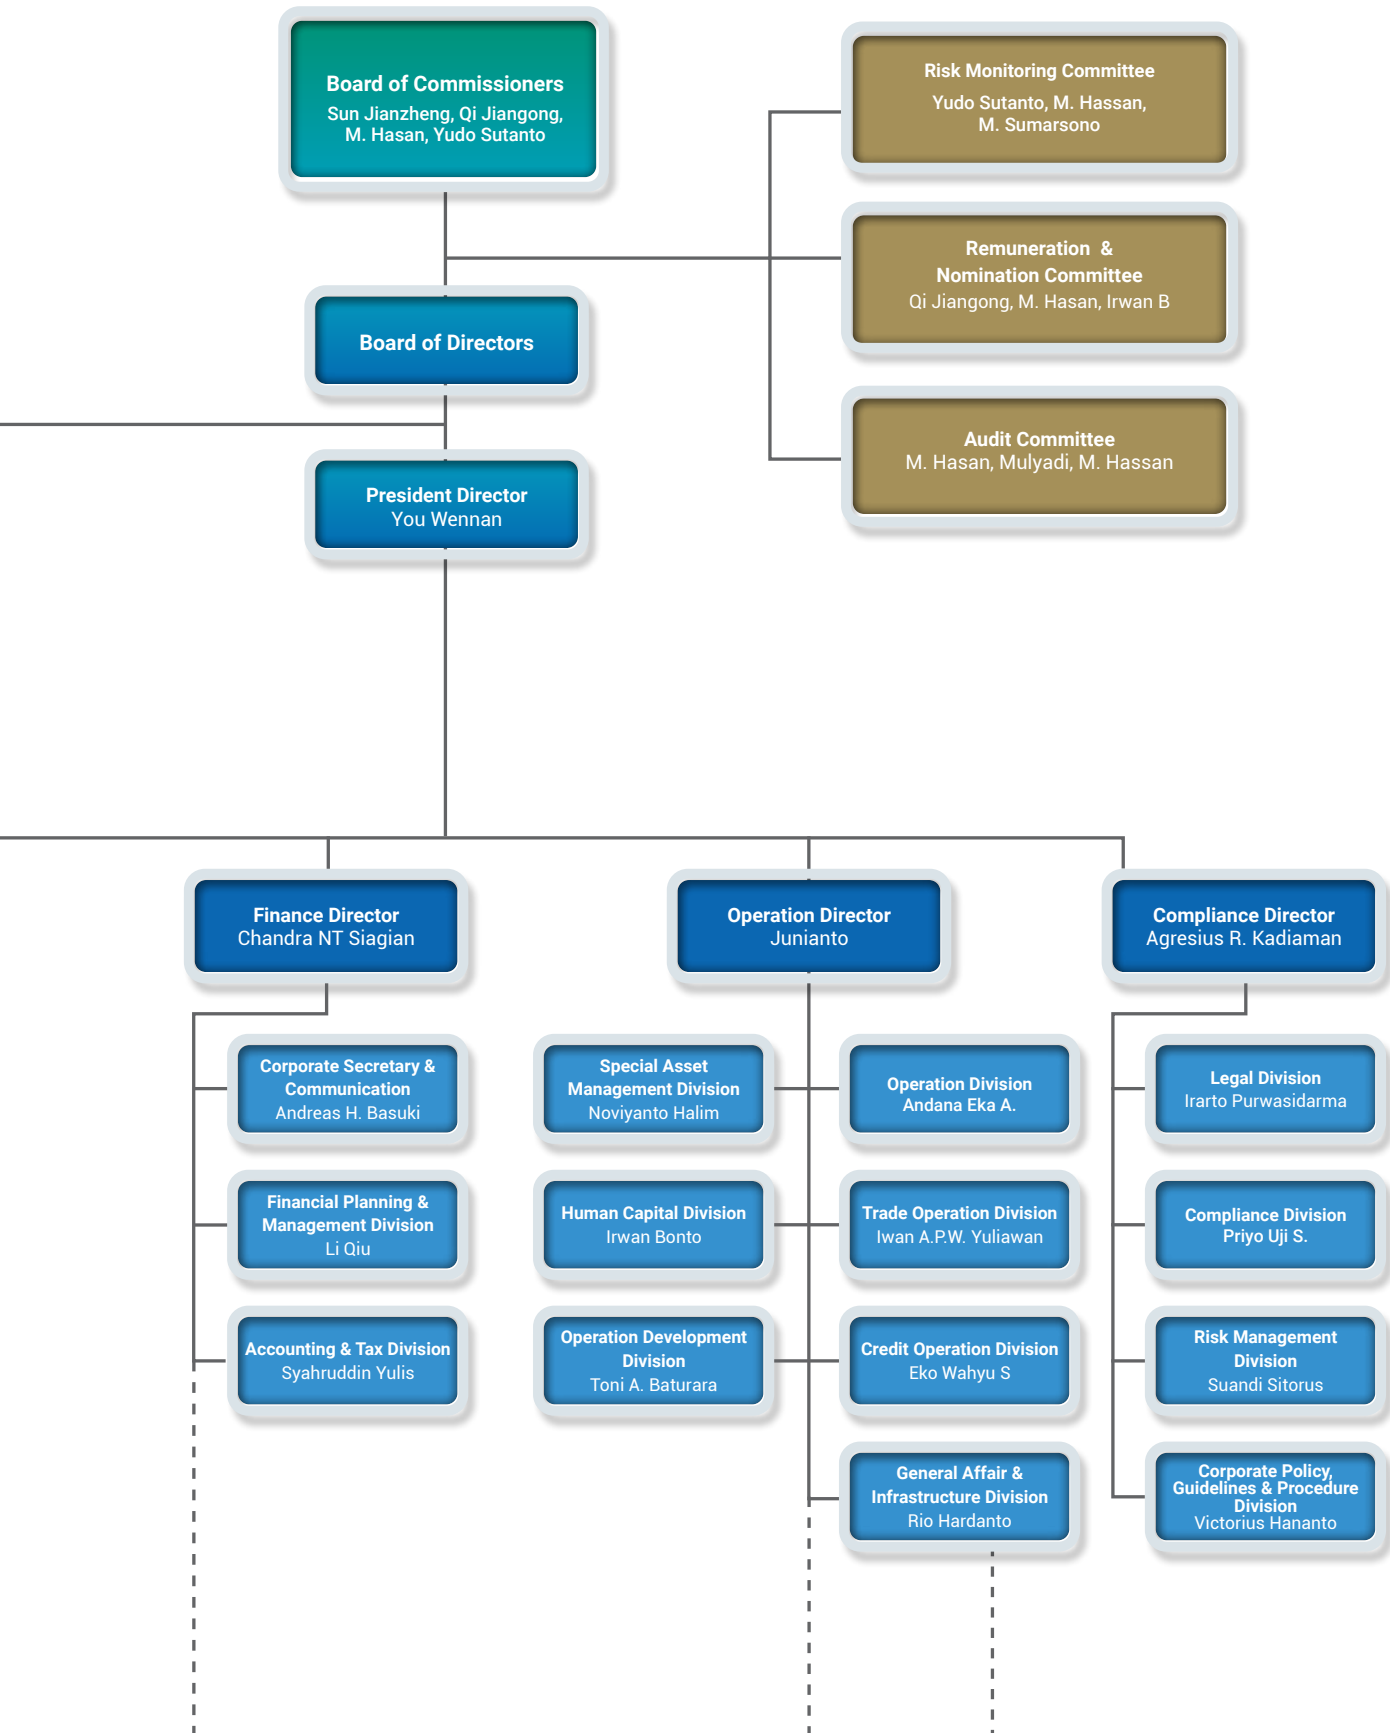 Board of Commissioners
Sun Jianzheng, Qi Jiangong,
M. Hasan, Yudo Sutanto
Risk Monitoring Committee
Yudo Sutanto, M. Hassan,
M. Sumarsono
Remuneration &
Nomination Committee
Qi Jiangong, M. Hasan, Irwan B
Board of Directors
Audit Committee
M. Hasan, Mulyadi, M. Hassan
President Director
You Wennan
Finance Director
Chandra NT Siagian
Operation Director
Junianto
Compliance Director
Agresius R. Kadiaman
Corporate Secretary &
Communication
Andreas H. Basuki
Special Asset
Management Division
Noviyanto Halim
Operation Division
Andana Eka A.
Legal Division
Irarto Purwasidarma
Financial Planning &
Management Division
Li Qiu
Human Capital Division
Irwan Bonto
Trade Operation Division
Iwan A.P.W. Yuliawan
Compliance Division
Priyo Uji S.
Accounting & Tax Division
Syahruddin Yulis
Operation Development
Division
Toni A. Baturara
Credit Operation Division
Eko Wahyu S
Risk Management
Division
Suandi Sitorus
General Affair &
Infrastructure Division
Rio Hardanto
Corporate Policy,
Guidelines & Procedure
Division
Victorius Hananto